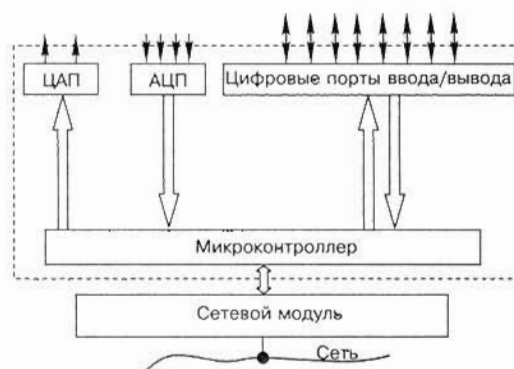 ЦАП
АЦП
Цифровые порты ввода/вывода
Микроконтроллер
Сетевой модуль
Сеть